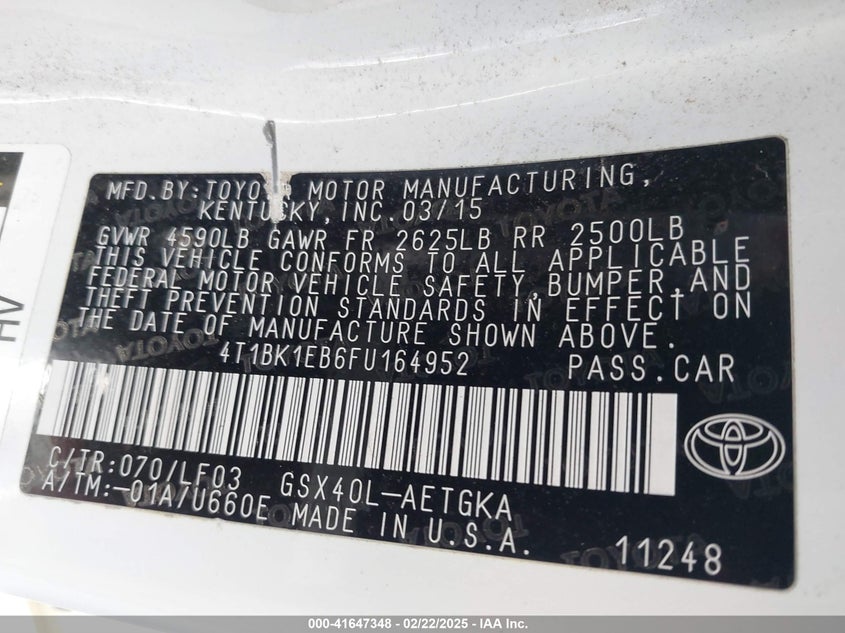 HV
MFD.BY:TOYOTA MOTOR MANUFACTURING,
KENTUCKY,INC.03/15
GVWR 4590LB GAWR FR 2625LB RR 2500LB
THIS VEHICLE CONFORMS TO ALL APPLICABLE
FEDERAL MOTOR VEHICLE SAFETY,BUMPER,AND
THEFT PREVENTION STANDARDS IN EFFECT ON
THE DATE OF MANUFACTURE SHOWN ABOVE.
4T1BK1EB6FU164952 PASS.CAR
C/TR:070/LF03 GSX40L-AETGKA
A/TM:-01A/U660E MADE IN U.S.A. 11248
000-41647348 - 02/22/2025 - IAA Inc.